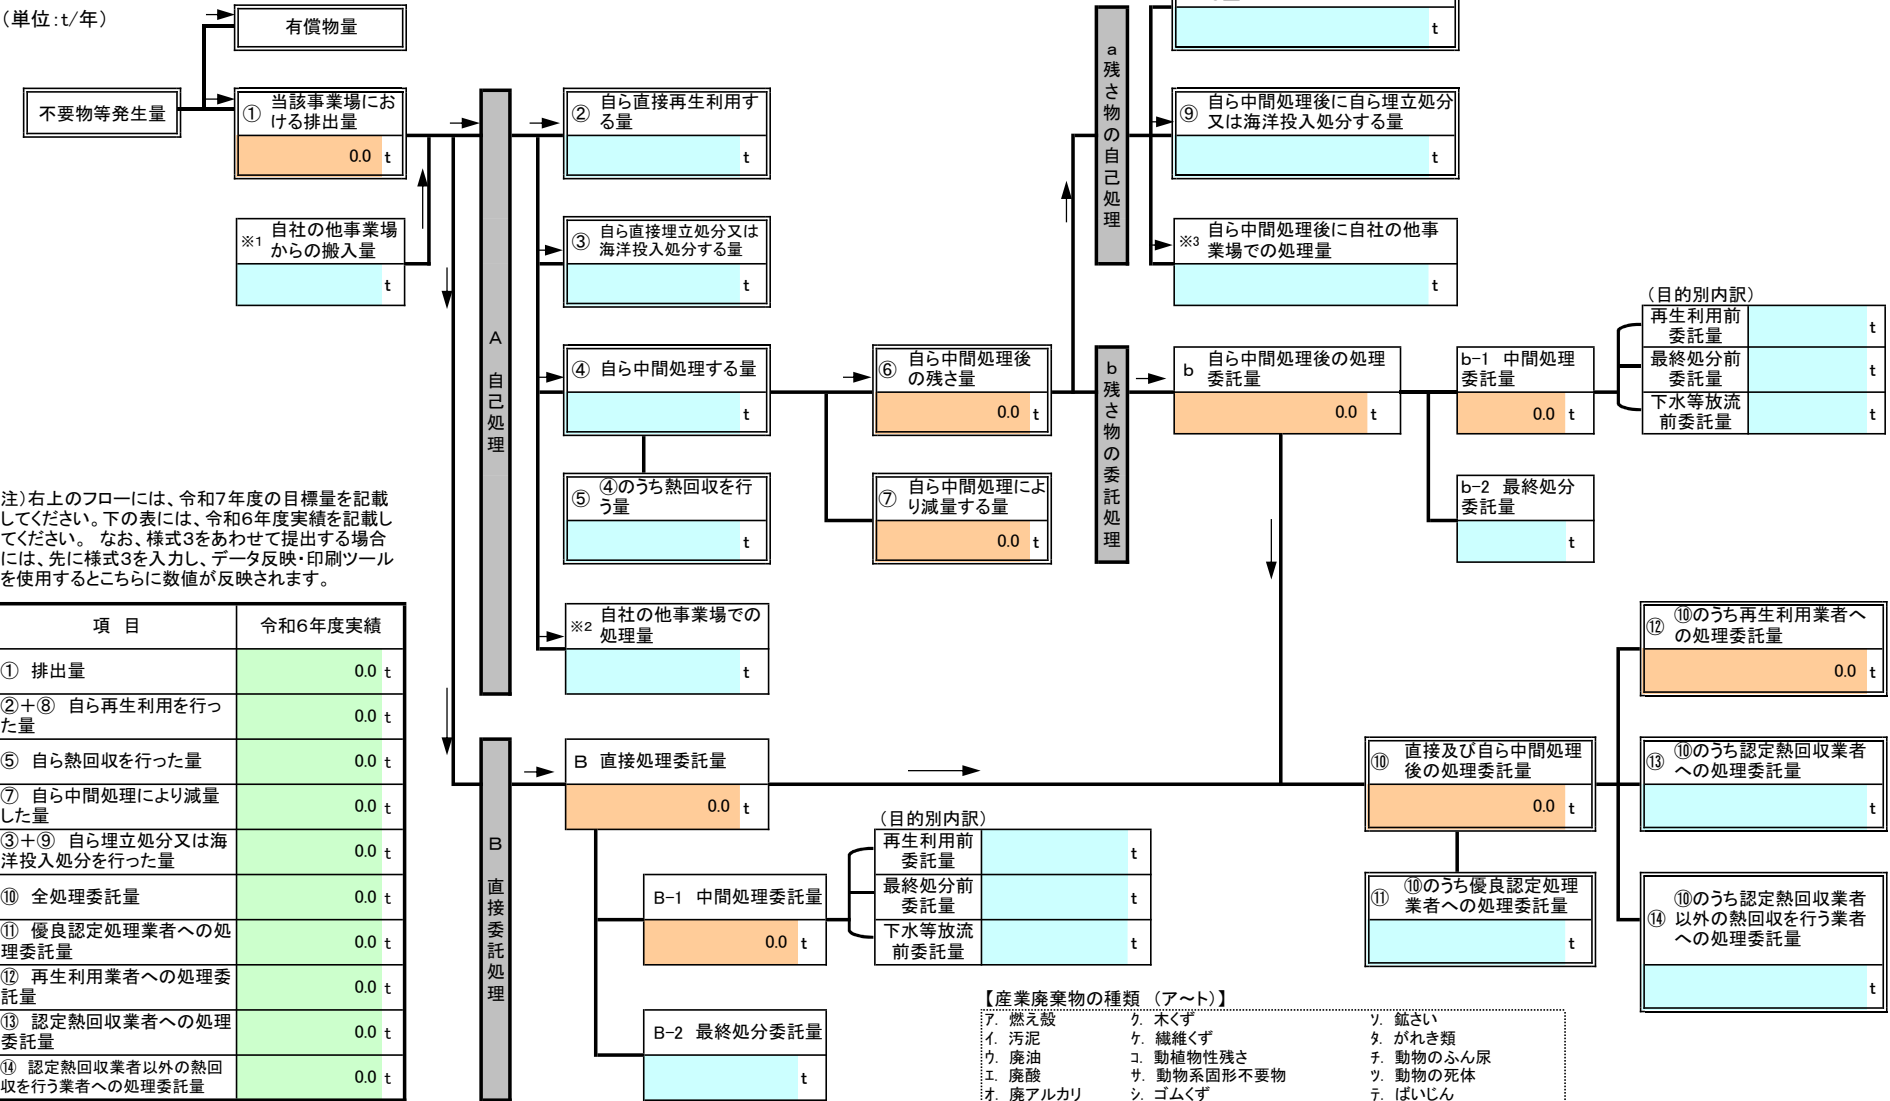 (単位:t/年)
有償物量
不要物等発生量
① 当該事業場にお
ける排出量
0.0 t
※1 自社の他事業場
からの搬入量
t
A 自己処理
② 自ら直接再生利用す
る量
t
③ 自ら直接埋立処分又は
海洋投入処分する量
t
④ 自ら中間処理する量
t
⑤ ④のうち熱回収を行
う量
t
※2 自社の他事業場での
処理量
t
⑥ 自ら中間処理後
の残さ量
0.0 t
⑦ 自ら中間処理によ
り減量する量
0.0 t
a 残さ物の自己処理
t
⑨ 自ら中間処理後に自ら埋立処分
又は海洋投入処分する量
t
※3 自ら中間処理後に自社の他事
業場での処理量
t
b 残さ物の委託処理
b 自ら中間処理後の処理
委託量
0.0 t
b-1 中間処理
委託量
0.0 t
b-2 最終処分
委託量
t
(目的別内訳)
再生利用前
委託量
t
最終処分前
委託量
t
下水等放流
前委託量
t
注)右上のフローには、令和7年度の目標量を記載
してください。下の表には、令和6年度実績を記載し
てください。 なお、様式3をあわせて提出する場合
には、先に様式3を入力し、データ反映・印刷ツール
を使用するとこちらに数値が反映されます。
項 目 令和6年度実績
① 排出量 0.0 t
②+⑧ 自ら再生利用を行っ
た量 0.0 t
⑤ 自ら熱回収を行った量 0.0 t
⑦ 自ら中間処理により減量
した量 0.0 t
③+⑨ 自ら埋立処分又は海
洋投入処分を行った量 0.0 t
⑩ 全処理委託量 0.0 t
⑪ 優良認定処理業者への処
理委託量 0.0 t
⑫ 再生利用業者への処理委
託量 0.0 t
⑬ 認定熱回収業者への処理
委託量 0.0 t
⑭ 認定熱回収業者以外の熱回
収を行う業者への処理委託量 0.0 t
B 直接委託処理
B 直接処理委託量
0.0 t
B-1 中間処理委託量
0.0 t
B-2 最終処分委託量
t
(目的別内訳)
再生利用前
委託量
t
最終処分前
委託量
t
下水等放流
前委託量
t
⑩ 直接及び自ら中間処理
後の処理委託量
0.0 t
⑪ ⑩のうち優良認定処理
業者への処理委託量
t
⑫ ⑩のうち再生利用業者へ
の処理委託量
0.0 t
⑬ ⑩のうち認定熱回収業者
への処理委託量
t
⑩のうち認定熱回収業者
⑭ 以外の熱回収を行う業者
への処理委託量
t
【産業廃棄物の種類 (ア~ト)】
ア. 燃え殻 ク. 木くず ソ. 鉱さい
イ. 汚泥 ケ. 繊維くず タ. がれき類
ウ. 廃油 コ. 動植物性残さ チ. 動物のふん尿
エ. 廃酸 サ. 動物系固形不要物 ツ. 動物の死体
オ. 廃アルカリ シ. ゴムくず テ. ばいじん